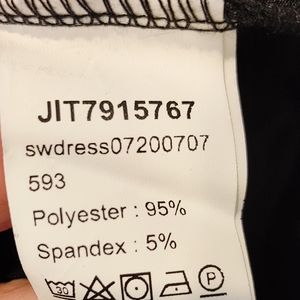 JIT7915767
swdress07200707
593
Polyester : 95%
Spandex : 5%
30
P